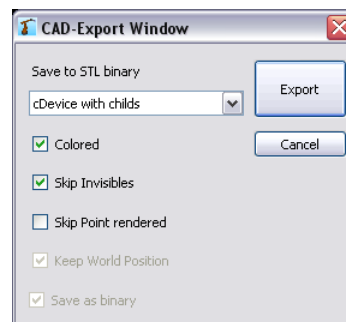 CAD-Export Window
Save to STL binary
Export
cDevice with childs
Colored
Cancel
Skip Invisibles
Skip Point rendered
Keep World Position
Save as binary